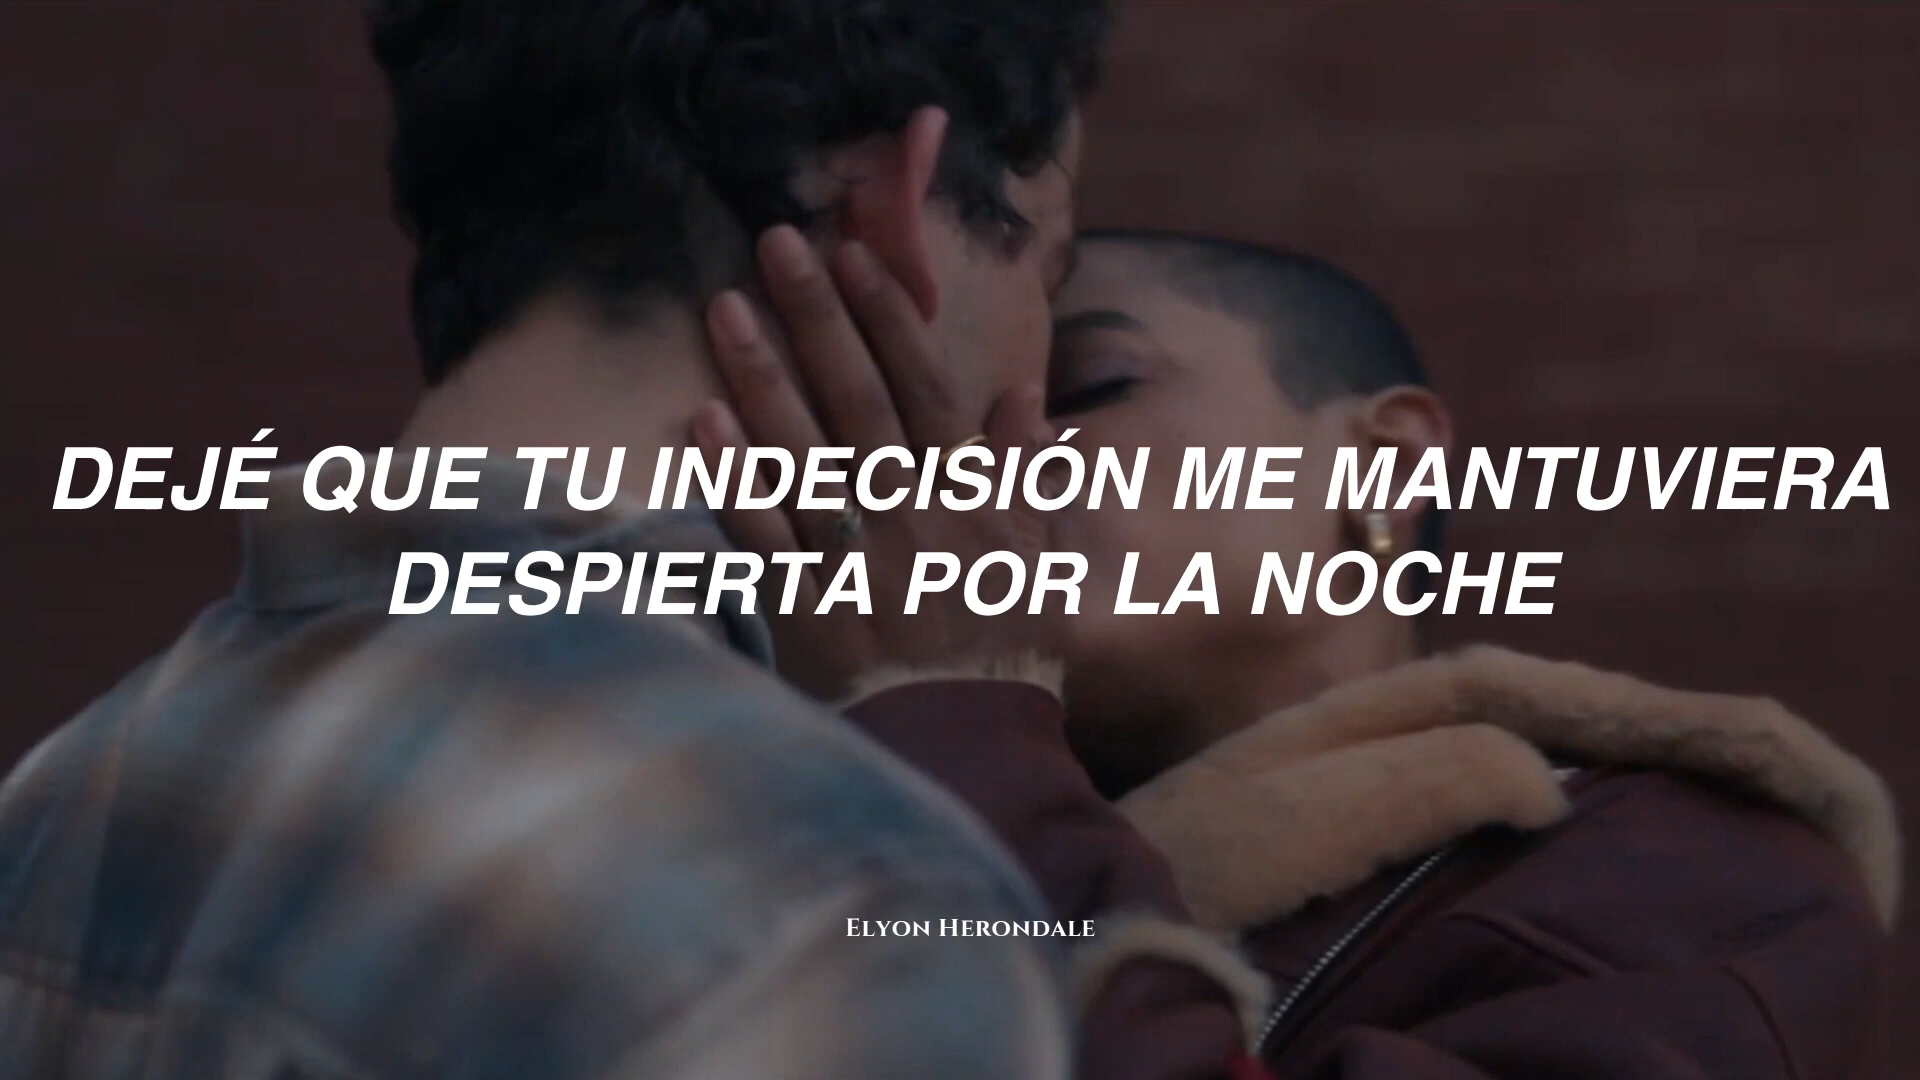 DEJÉ QUE TU INDECISIÓN ME MANTUVIERA
DESPIERTA POR LA NOCHE
ELYON HERONDALE